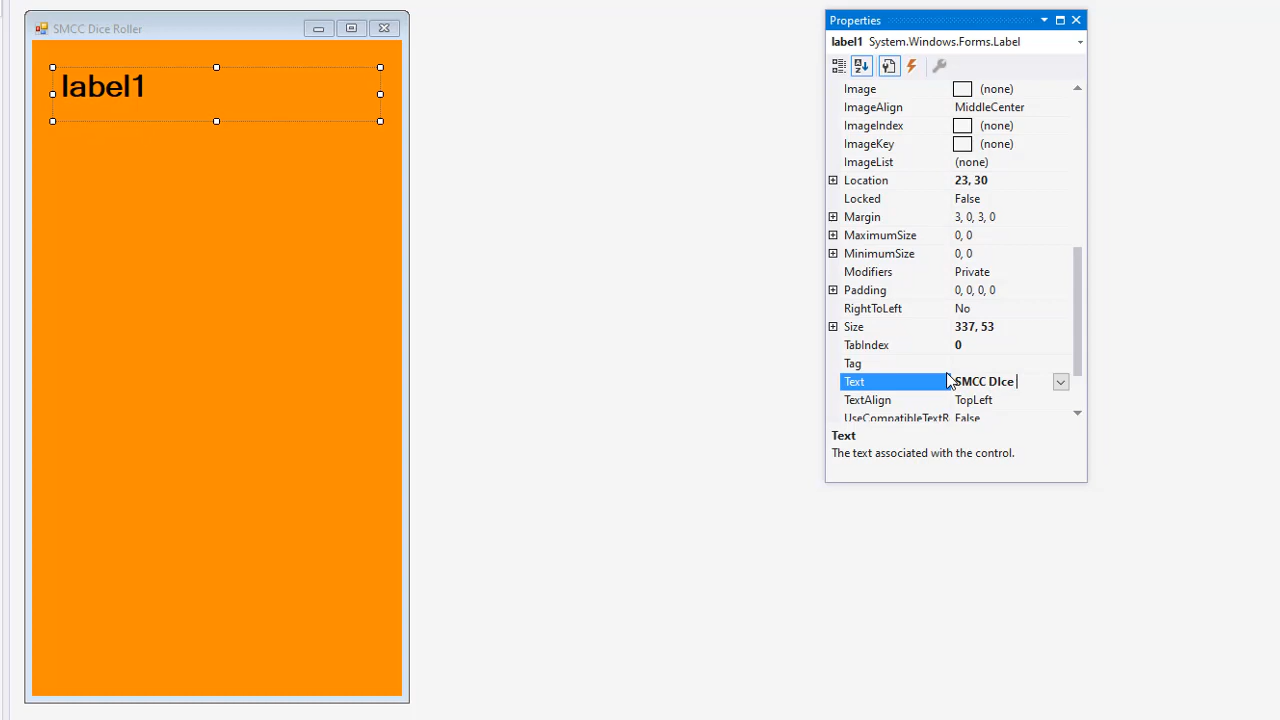 SMCC Dice Roller
label1
Properties
label1 System.Windows.Forms.Label
Image (none)
ImageAlign MiddleCenter
ImageIndex (none)
ImageKey (none)
ImageList (none)
Location 23, 30
Locked False
Margin 3, 0, 3, 0
MaximumSize 0, 0
MinimumSize 0, 0
Modifiers Private
Padding 0, 0, 0, 0
RightToLeft No
Size 337, 53
TabIndex 0
Tag
Text SMCC DIce
TextAlign TopLeft
UseCompatibleTextR False
Text
The text associated with the control.